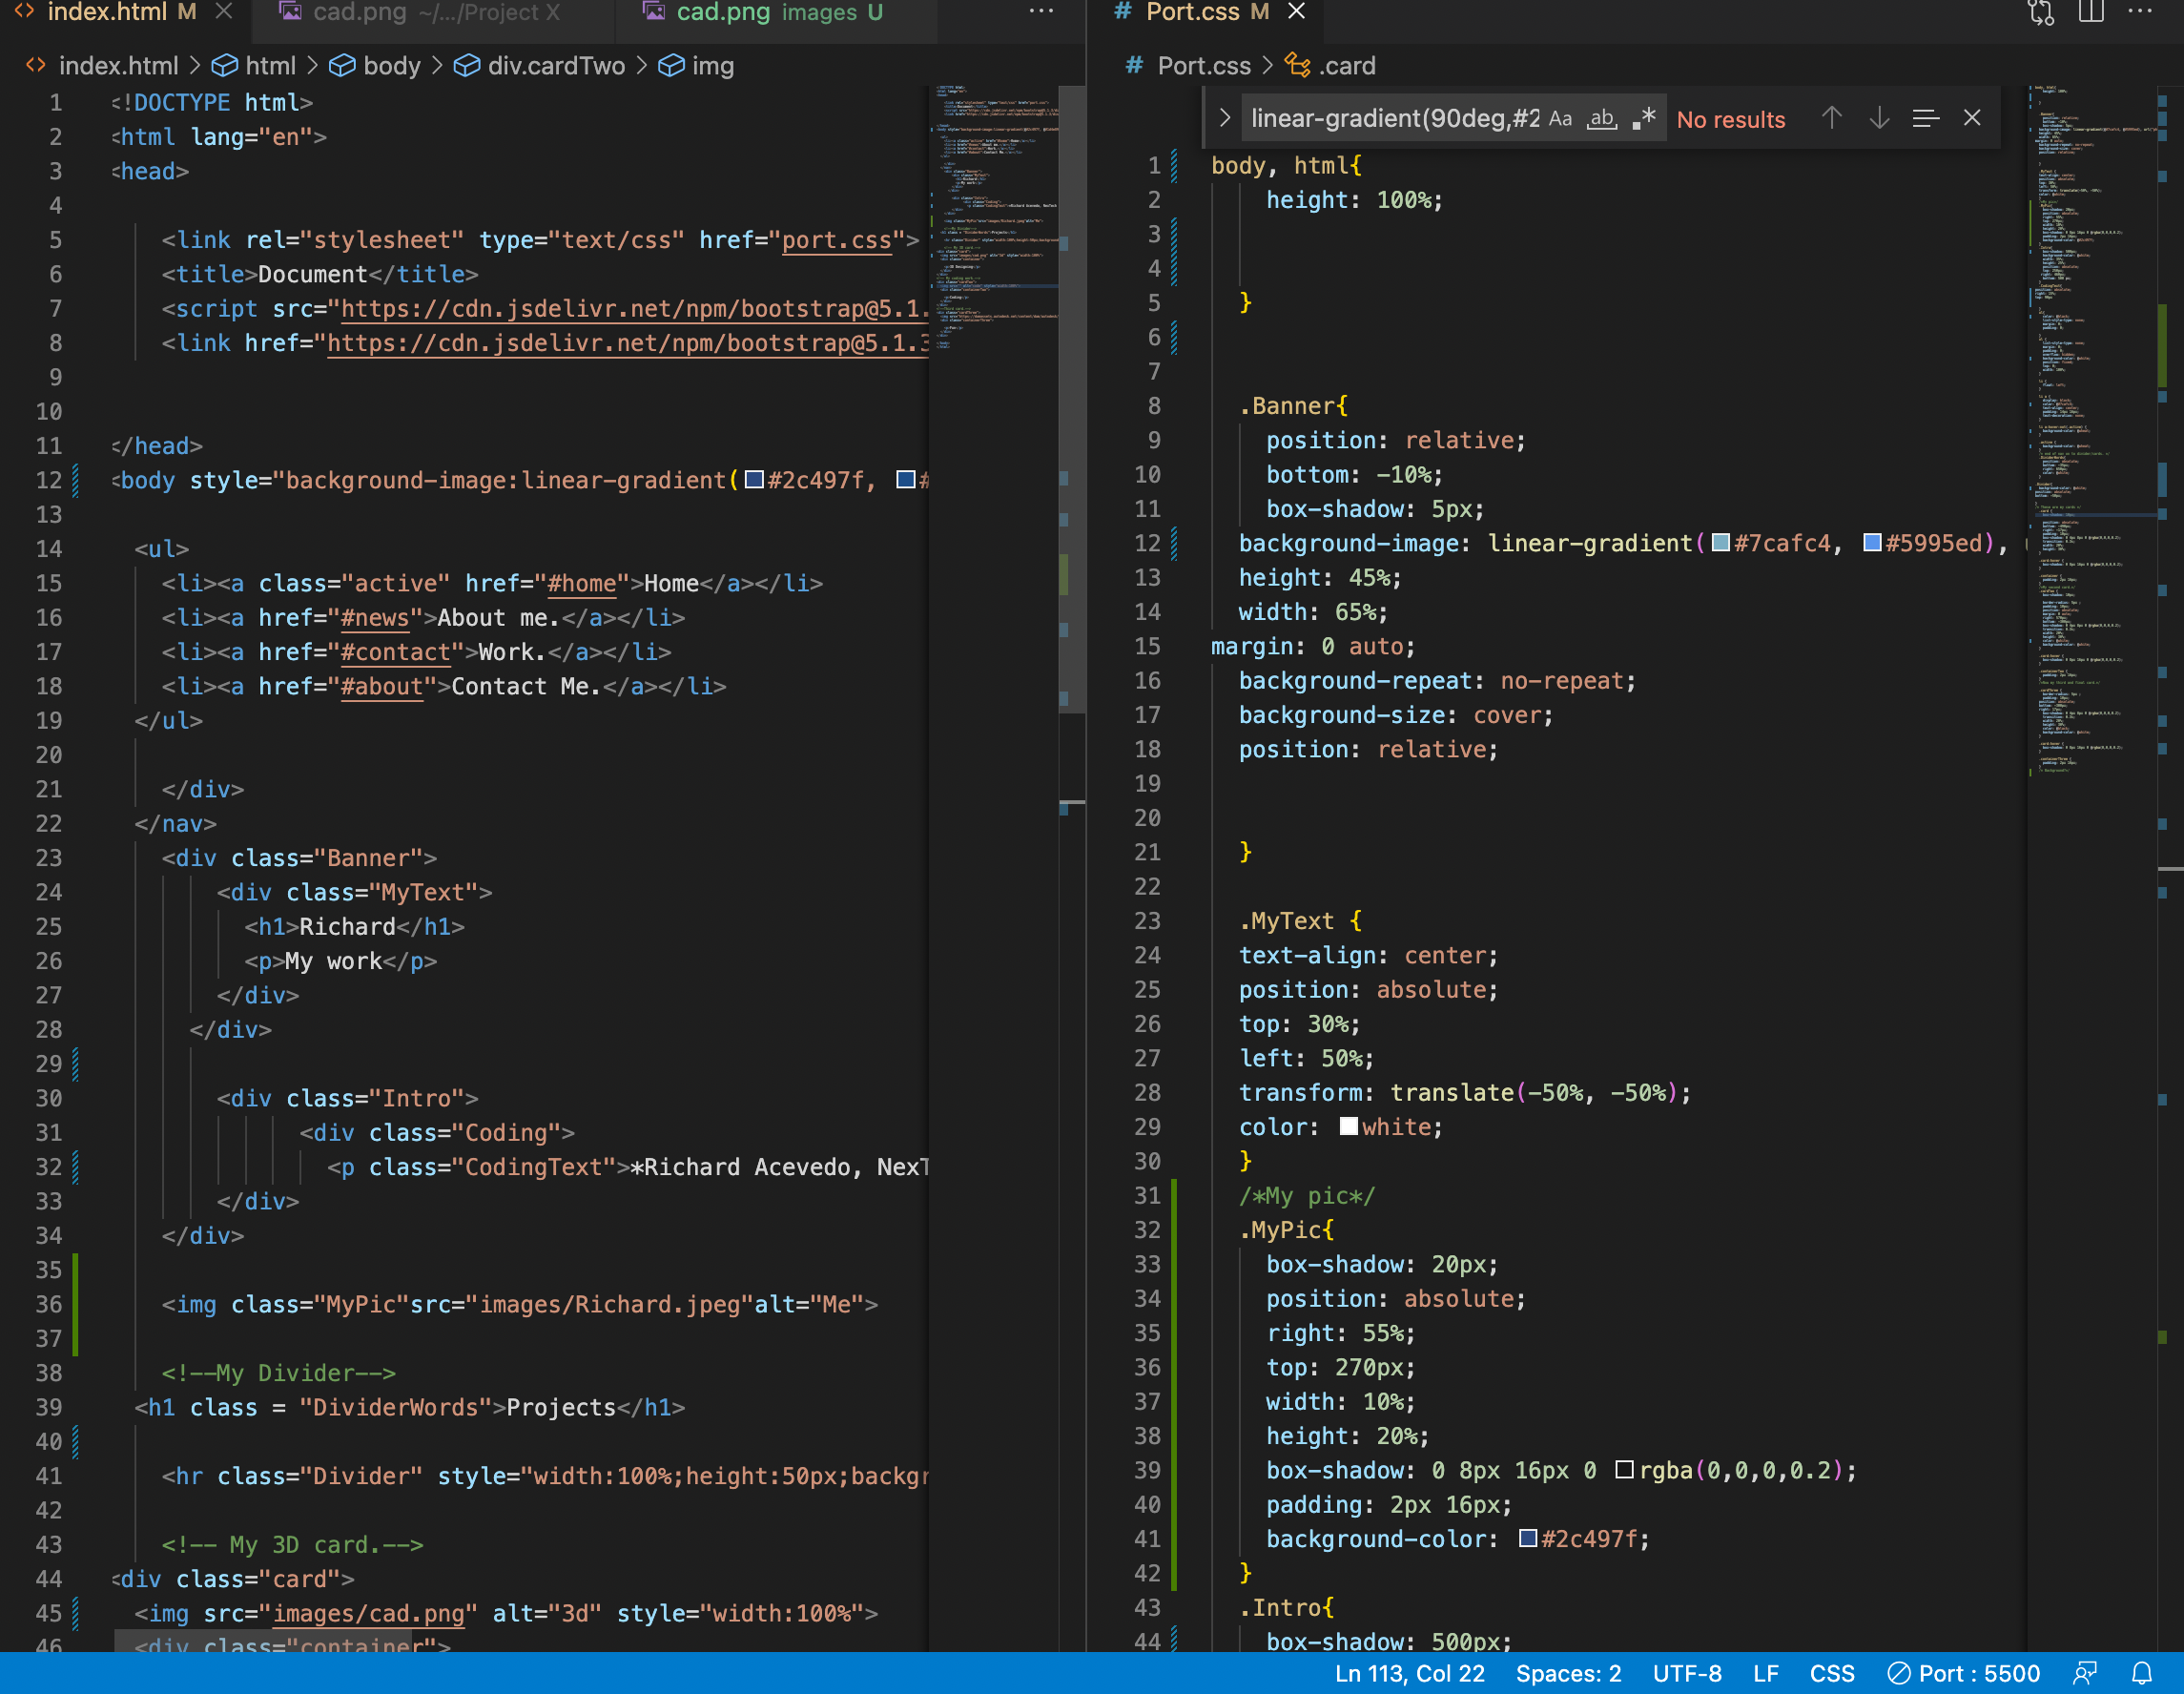 index.html M
cad.png ~/.../Project X
cad.png images U
index.html > html > body > div.cardTwo > img
1 <!DOCTYPE html>
2 <html lang="en">
3 <head>
4
5 <link rel="stylesheet" type="text/css" href="port.css">
6 <title>Document</title>
7 <script src="https://cdn.jsdelivr.net/npm/bootstrap@5.1.
8 <link href="https://cdn.jsdelivr.net/npm/bootstrap@5.1.3
9
10
11 </head>
12 <body style="background-image:linear-gradient(#2c497f, #
13
14 <ul>
15 <li><a class="active" href="#home">Home</a></li>
16 <li><a href="#news">About me.</a></li>
17 <li><a href="#contact">Work.</a></li>
18 <li><a href="#about">Contact Me.</a></li>
19 </ul>
20
21 </div>
22 </nav>
23 <div class="Banner">
24 <div class="MyText">
25 <h1>Richard</h1>
26 <p>My work</p>
27 </div>
28 </div>
29
30 <div class="Intro">
31 <div class="Coding">
32 <p class="CodingText">*Richard Acevedo, NexT
33 </div>
34 </div>
35
36 <img class="MyPic"src="images/Richard.jpeg"alt="Me">
37
38 <!--My Divider-->
39 <h1 class = "DividerWords">Projects</h1>
40
41 <hr class="Divider" style="width:100%;height:50px;backgr
42
43 <!-- My 3D card.-->
44 <div class="card">
45 <img src="images/cad.png" alt="3d" style="width:100%">
46 <div class="container">
# Port.css M
# Port.css > .card
linear-gradient(90deg,#2 Aa ab .* No results
1 body, html{
2 height: 100%;
3
4
5 }
6
7
8 .Banner{
9 position: relative;
10 bottom: -10%;
11 box-shadow: 5px;
12 background-image: linear-gradient(#7cafc4, #5995ed),
13 height: 45%;
14 width: 65%;
15 margin: 0 auto;
16 background-repeat: no-repeat;
17 background-size: cover;
18 position: relative;
19
20
21 }
22
23 .MyText {
24 text-align: center;
25 position: absolute;
26 top: 30%;
27 left: 50%;
28 transform: translate(-50%, -50%);
29 color: white;
30 }
31 /*My pic*/
32 .MyPic{
33 box-shadow: 20px;
34 position: absolute;
35 right: 55%;
36 top: 270px;
37 width: 10%;
38 height: 20%;
39 box-shadow: 0 8px 16px 0 rgba(0,0,0,0.2);
40 padding: 2px 16px;
41 background-color: #2c497f;
42 }
43 .Intro{
44 box-shadow: 500px;
Ln 113, Col 22 Spaces: 2 UTF-8 LF CSS Port : 5500